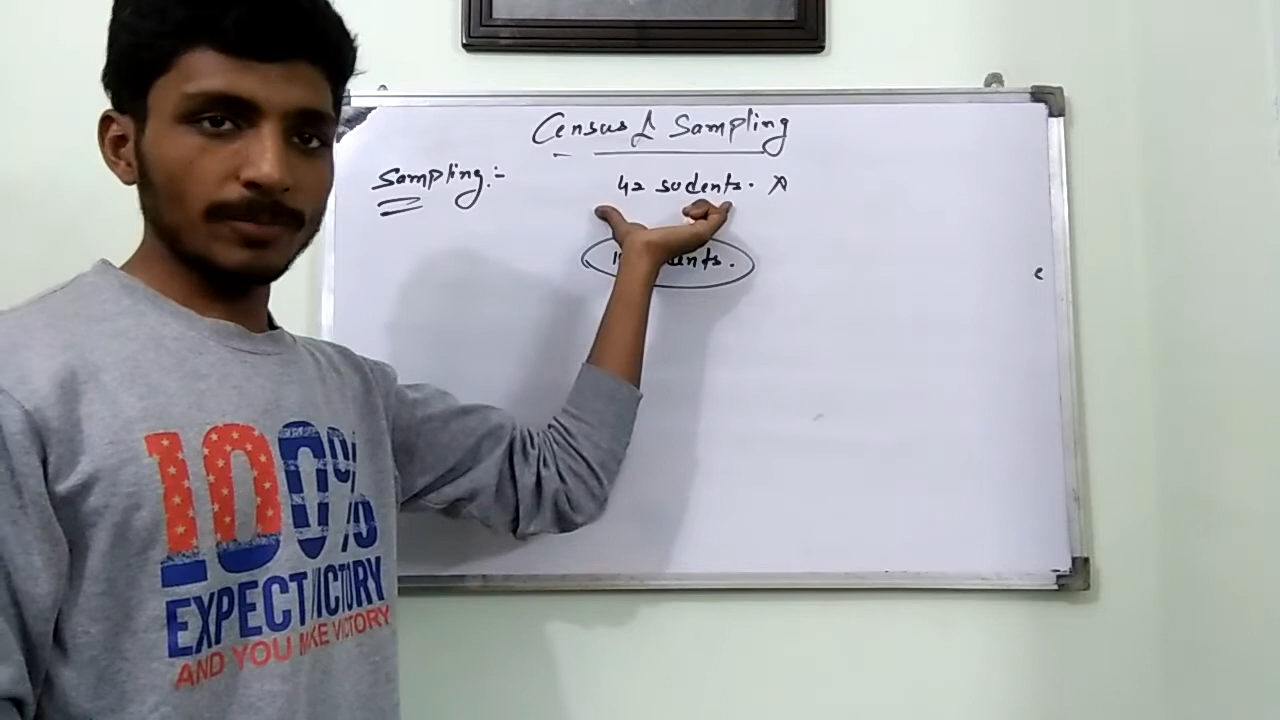 Census & Sampling
Sampling:-
42 sudents.
100%
EXPECT VICTORY
AND YOU MAKE VICTORY